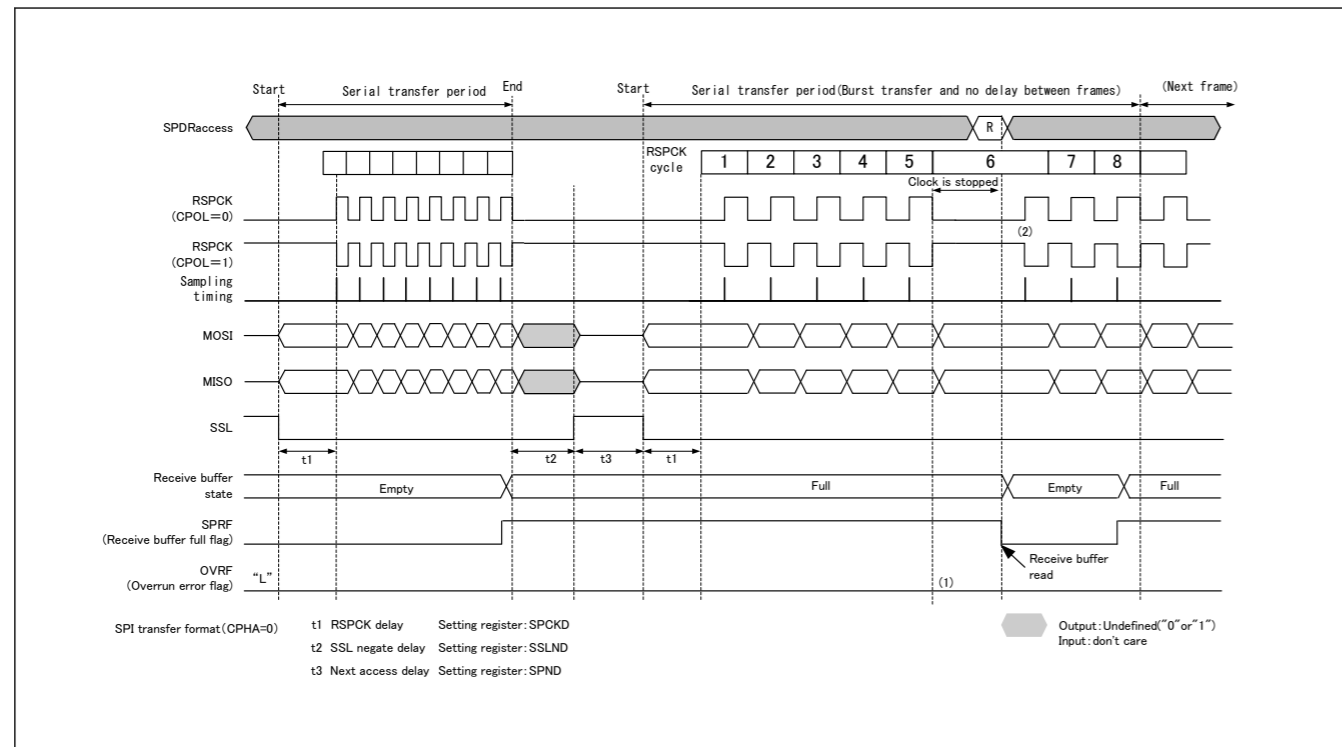 Start
Serial transfer period
End
Start
Serial transfer period(Burst transfer and no delay between frames)
(Next frame)
SPDRaccess
R
RSPCK
cycle
1 2 3 4 5 6 7 8
Clock is stopped
RSPCK
(CPOL=0)
(2)
RSPCK
(CPOL=1)
Sampling
timing
MOSI
MISO
SSL
t1
t2
t3
t1
Receive buffer
state
Empty
Full
Empty
Full
SPRF
(Receive buffer full flag)
Receive buffer
read
OVRF
(Overrun error flag)
"L"
(1)
SPI transfer format(CPHA=0)
t1 RSPCK delay Setting register:SPCKD
t2 SSL negate delay Setting register:SSLND
t3 Next access delay Setting register:SPND
Output:Undefined("0"or"1")
Input:don't care